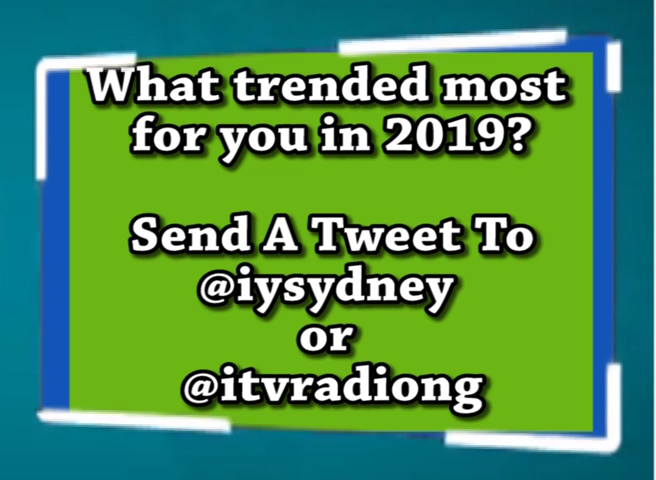 What trended most
for you in 2019?
Send A Tweet To
@iysydney
or
@itvradiong